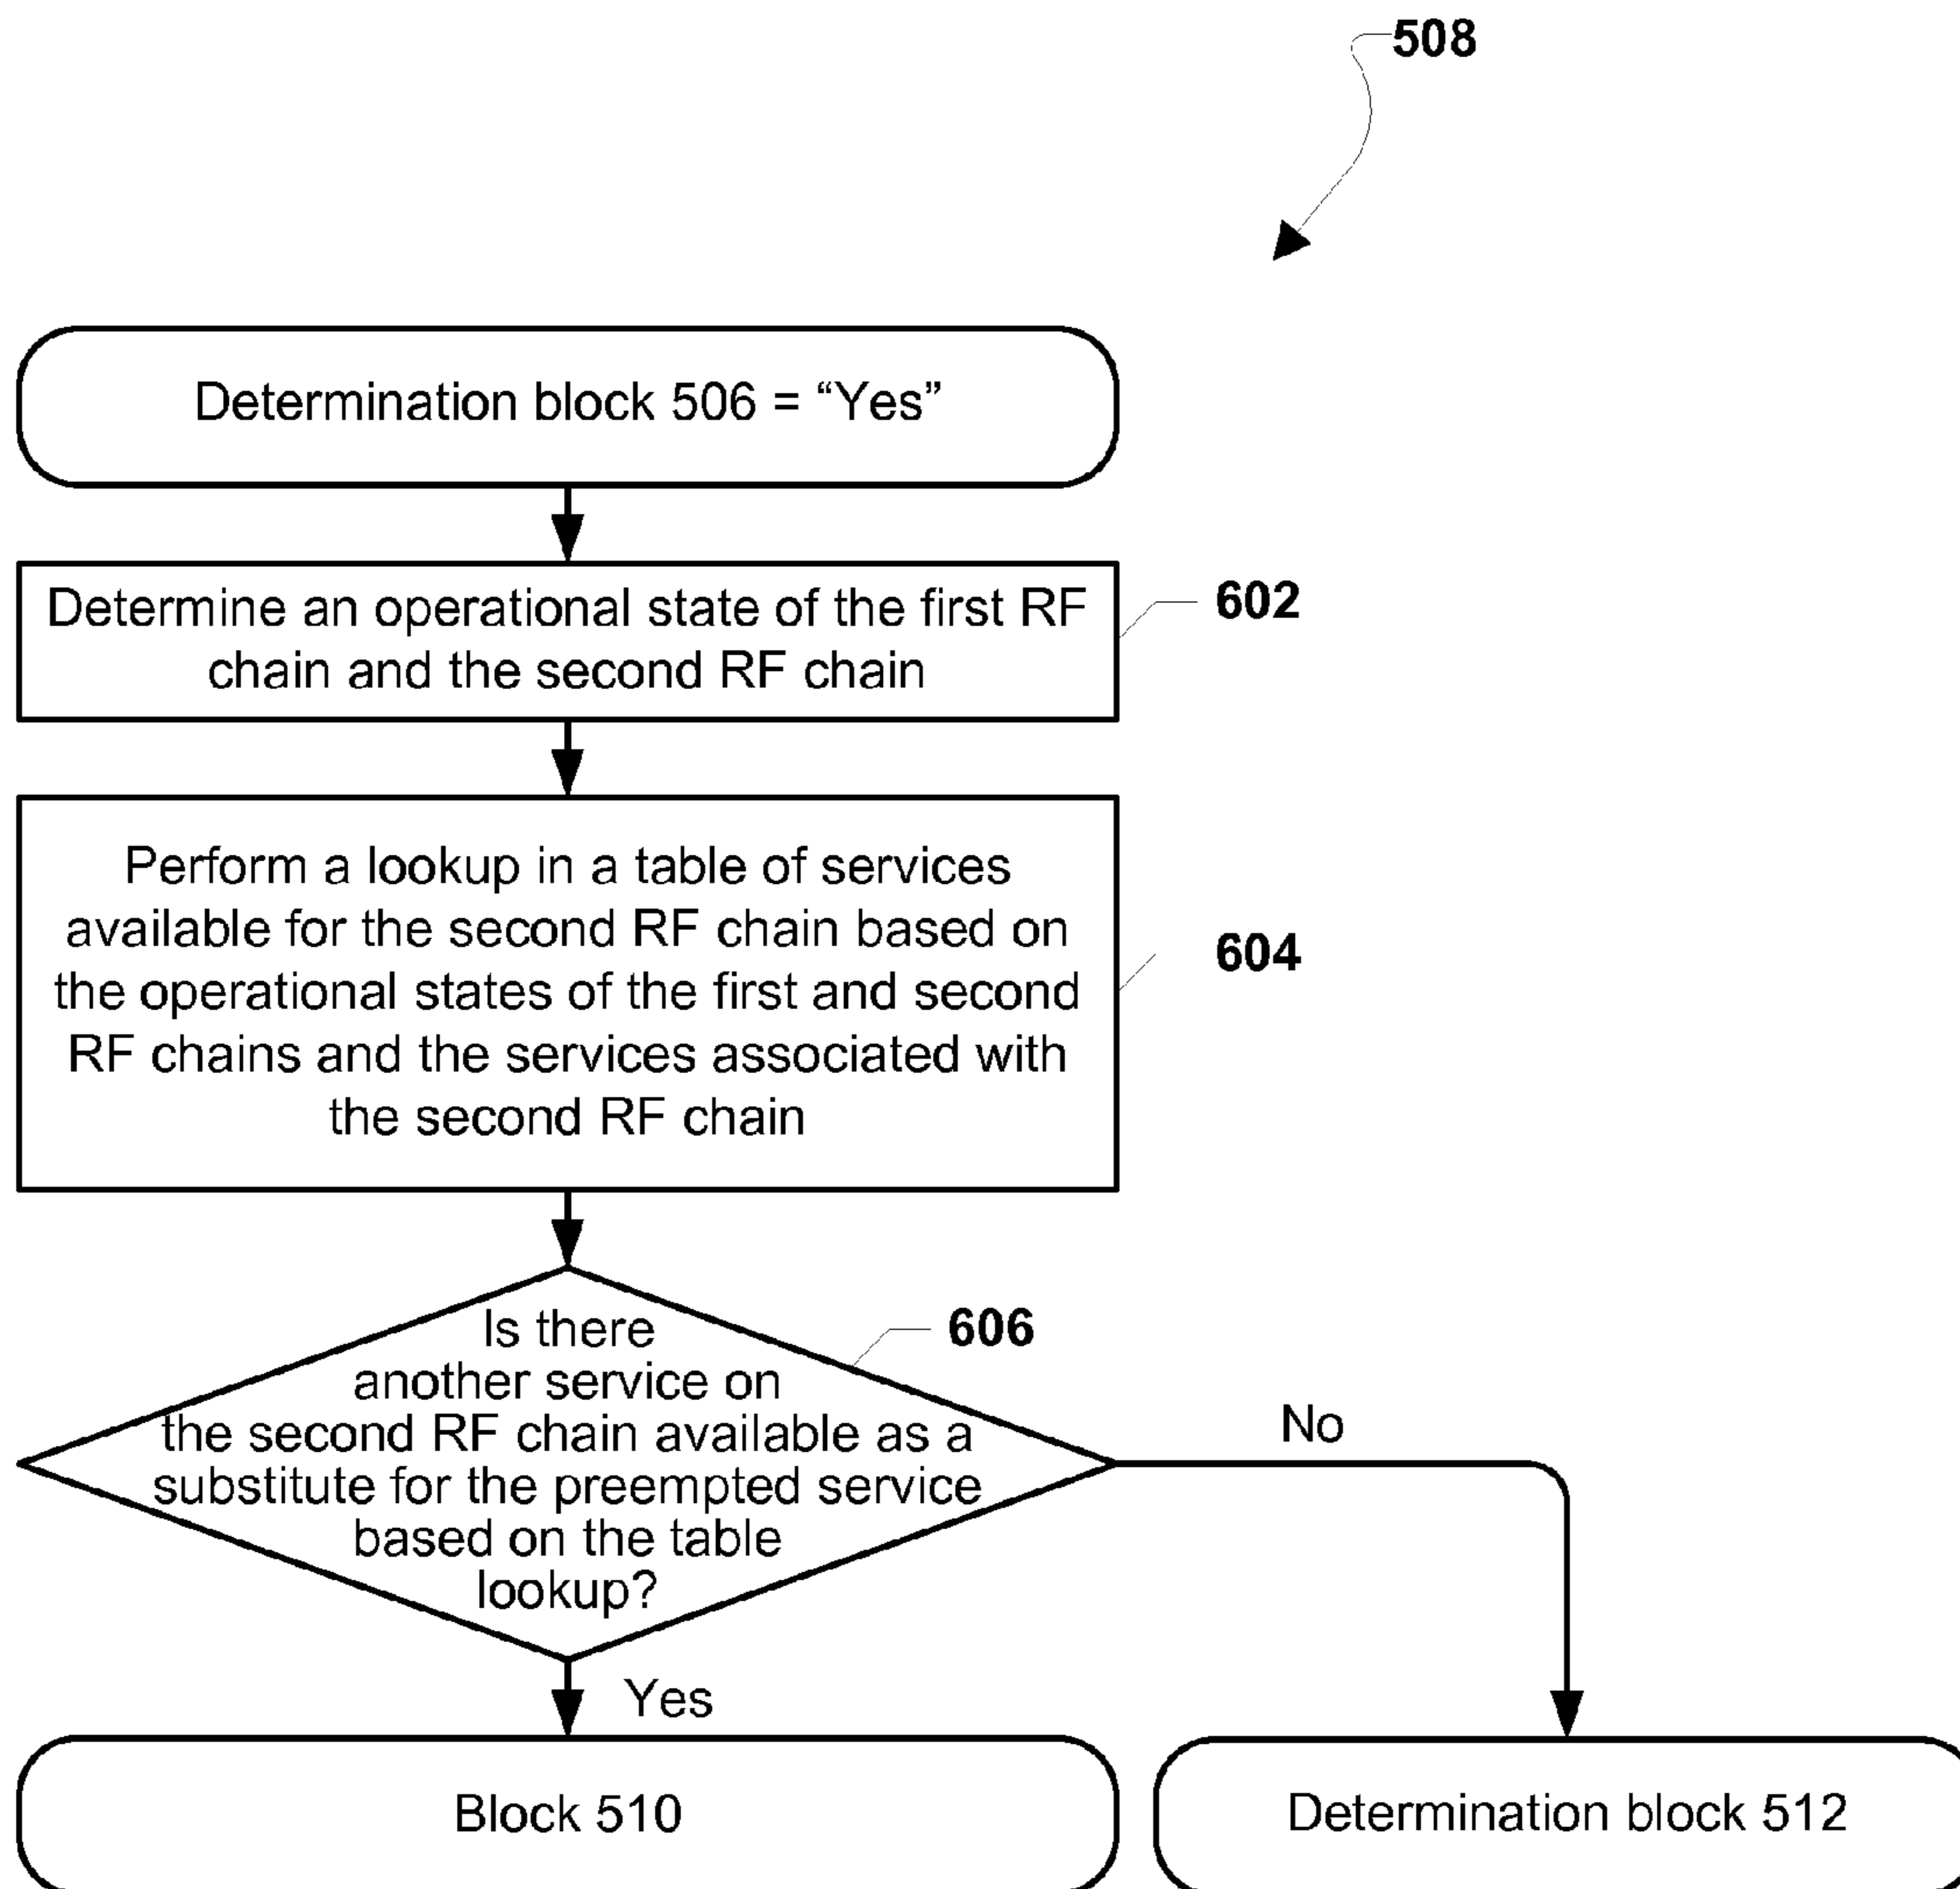 508
Determination block 506 = “Yes”
Determine an operational state of the first RF
chain and the second RF chain
602
Perform a lookup in a table of services
available for the second RF chain based on
the operational states of the first and second
RF chains and the services associated with
the second RF chain
604
Is there
another service on
the second RF chain available as a
substitute for the preempted service
based on the table
lookup?
606
No
Yes
Block 510
Determination block 512